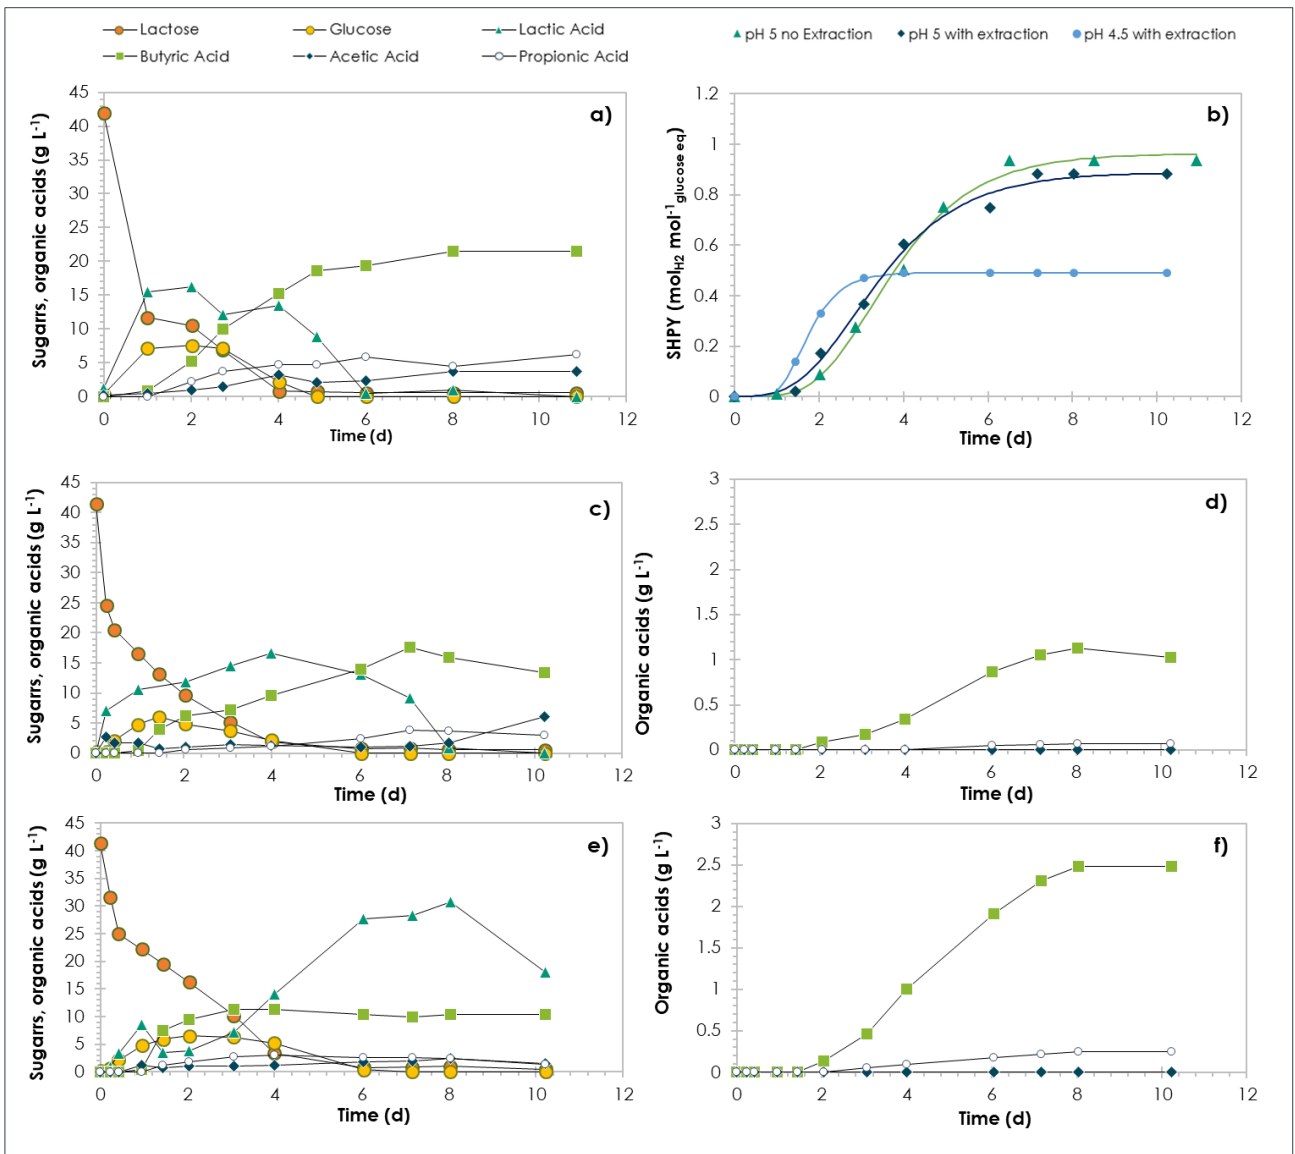 Lactose Glucose Lactic Acid
Butyric Acid Acetic Acid Propionic Acid
pH 5 no Extraction pH 5 with extraction pH 4.5 with extraction
a)
Sugarrs, organic acids (g L-1)
45
40
35
30
25
20
15
10
5
0
0 2 4 6 8 10 12
Time (d)
b)
SHPY (molH2 mol-1glucose eq)
1.2
1
0.8
0.6
0.4
0.2
0
0 2 4 6 8 10 12
Time (d)
c)
Sugarrs, organic acids (g L-1)
45
40
35
30
25
20
15
10
5
0
0 2 4 6 8 10 12
Time (d)
d)
Organic acids (g L-1)
3
2.5
2
1.5
1
0.5
0
0 2 4 6 8 10 12
Time (d)
e)
Sugarrs, organic acids (g L-1)
45
40
35
30
25
20
15
10
5
0
0 2 4 6 8 10 12
Time (d)
f)
Organic acids (g L-1)
3
2.5
2
1.5
1
0.5
0
0 2 4 6 8 10 12
Time (d)